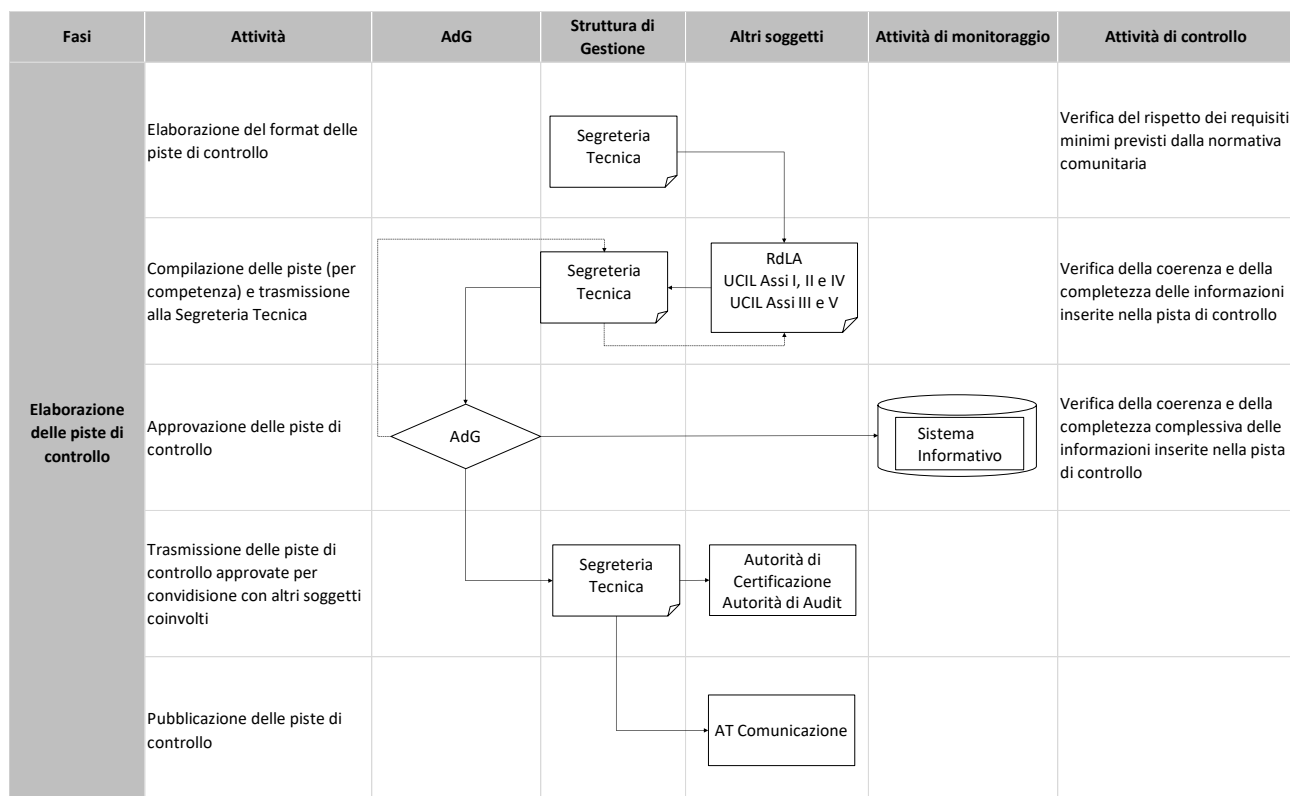 Fasi
Attività
AdG
Struttura di
Gestione
Altri soggetti
Attività di monitoraggio
Attività di controllo
Elaborazione
delle piste di
controllo
Elaborazione del format delle
piste di controllo
Segreteria
Tecnica
Verifica del rispetto dei requisiti
minimi previsti dalla normativa
comunitaria
Compilazione delle piste (per
competenza) e trasmissione
alla Segreteria Tecnica
Segreteria
Tecnica
RdLA
UCIL Assi I, II e IV
UCIL Assi III e V
Verifica della coerenza e della
completezza delle informazioni
inserite nella pista di controllo
Approvazione delle piste di
controllo
AdG
Sistema
Informativo
Verifica della coerenza e della
completezza complessiva delle
informazioni inserite nella pista
di controllo
Trasmissione delle piste di
controllo approvate per
convidisione con altri soggetti
coinvolti
Segreteria
Tecnica
Autorità di
Certificazione
Autorità di Audit
Pubblicazione delle piste di
controllo
AT Comunicazione